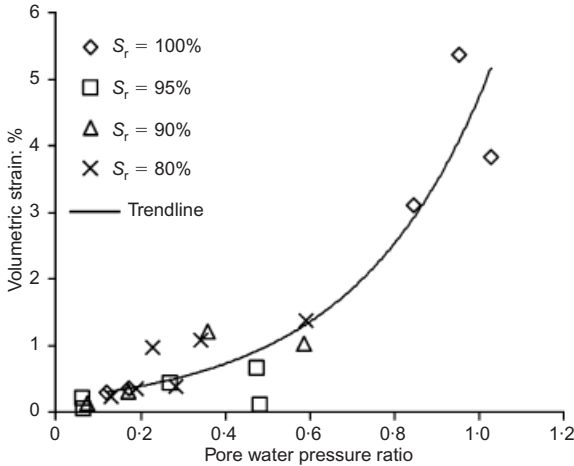 6
5
4
3
2
1
0
Volumetric strain: %
Sr = 100%
Sr = 95%
Sr = 90%
Sr = 80%
Trendline
0 0·2 0·4 0·6 0·8 1·0 1·2
Pore water pressure ratio